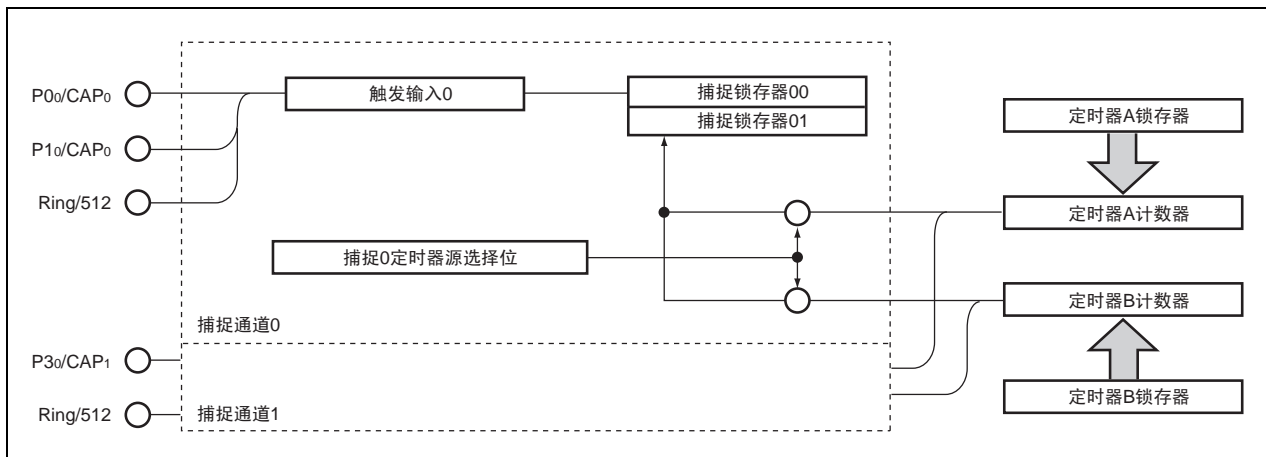 P0₀/CAP₀
P1₀/CAP₀
Ring/512
触发输入0
捕捉锁存器00
捕捉锁存器01
捕捉0定时器源选择位
捕捉通道0
定时器A锁存器
定时器A计数器
定时器B计数器
定时器B锁存器
P3₀/CAP₁
Ring/512
捕捉通道1